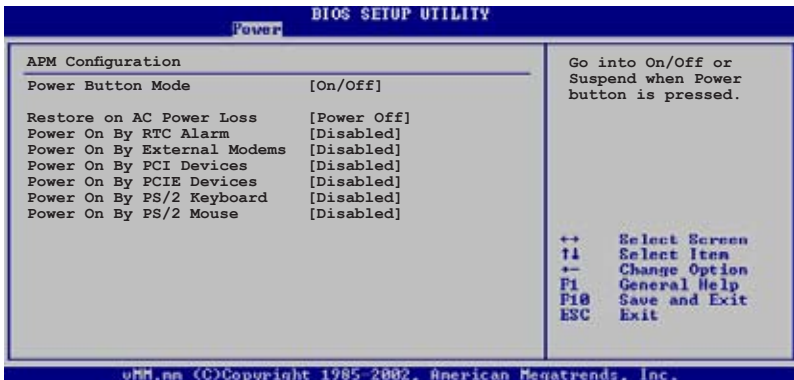 BIOS SETUP UTILITY
Power
APM Configuration
Power Button Mode [On/Off]
Restore on AC Power Loss [Power Off]
Power On By RTC Alarm [Disabled]
Power On By External Modems [Disabled]
Power On By PCI Devices [Disabled]
Power On By PCIE Devices [Disabled]
Power On By PS/2 Keyboard [Disabled]
Power On By PS/2 Mouse [Disabled]
Go into On/Off or
Suspend when Power
button is pressed.
←→ Select Screen
↑↓ Select Item
+- Change Option
F1 General Help
F10 Save and Exit
ESC Exit
vMM.mm (C)Copyright 1985-2002, American Megatrends, Inc.